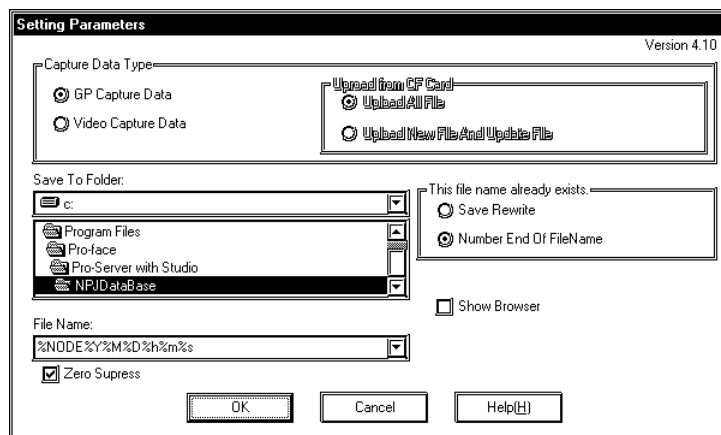 Setting Parameters
Version 4.10
Capture Data Type
GP Capture Data
Video Capture Data
Upread from CF Card
Upload All File
Upload New File And Update File
Save To Folder:
c:
Program Files
Pro-face
Pro-Server with Studio
NPJDataBase
This file name already exists.
Save Rewrite
Number End Of FileName
Show Browser
File Name:
%NODE%Y%M%D%h%m%s
Zero Supress
OK
Cancel
Help(H)